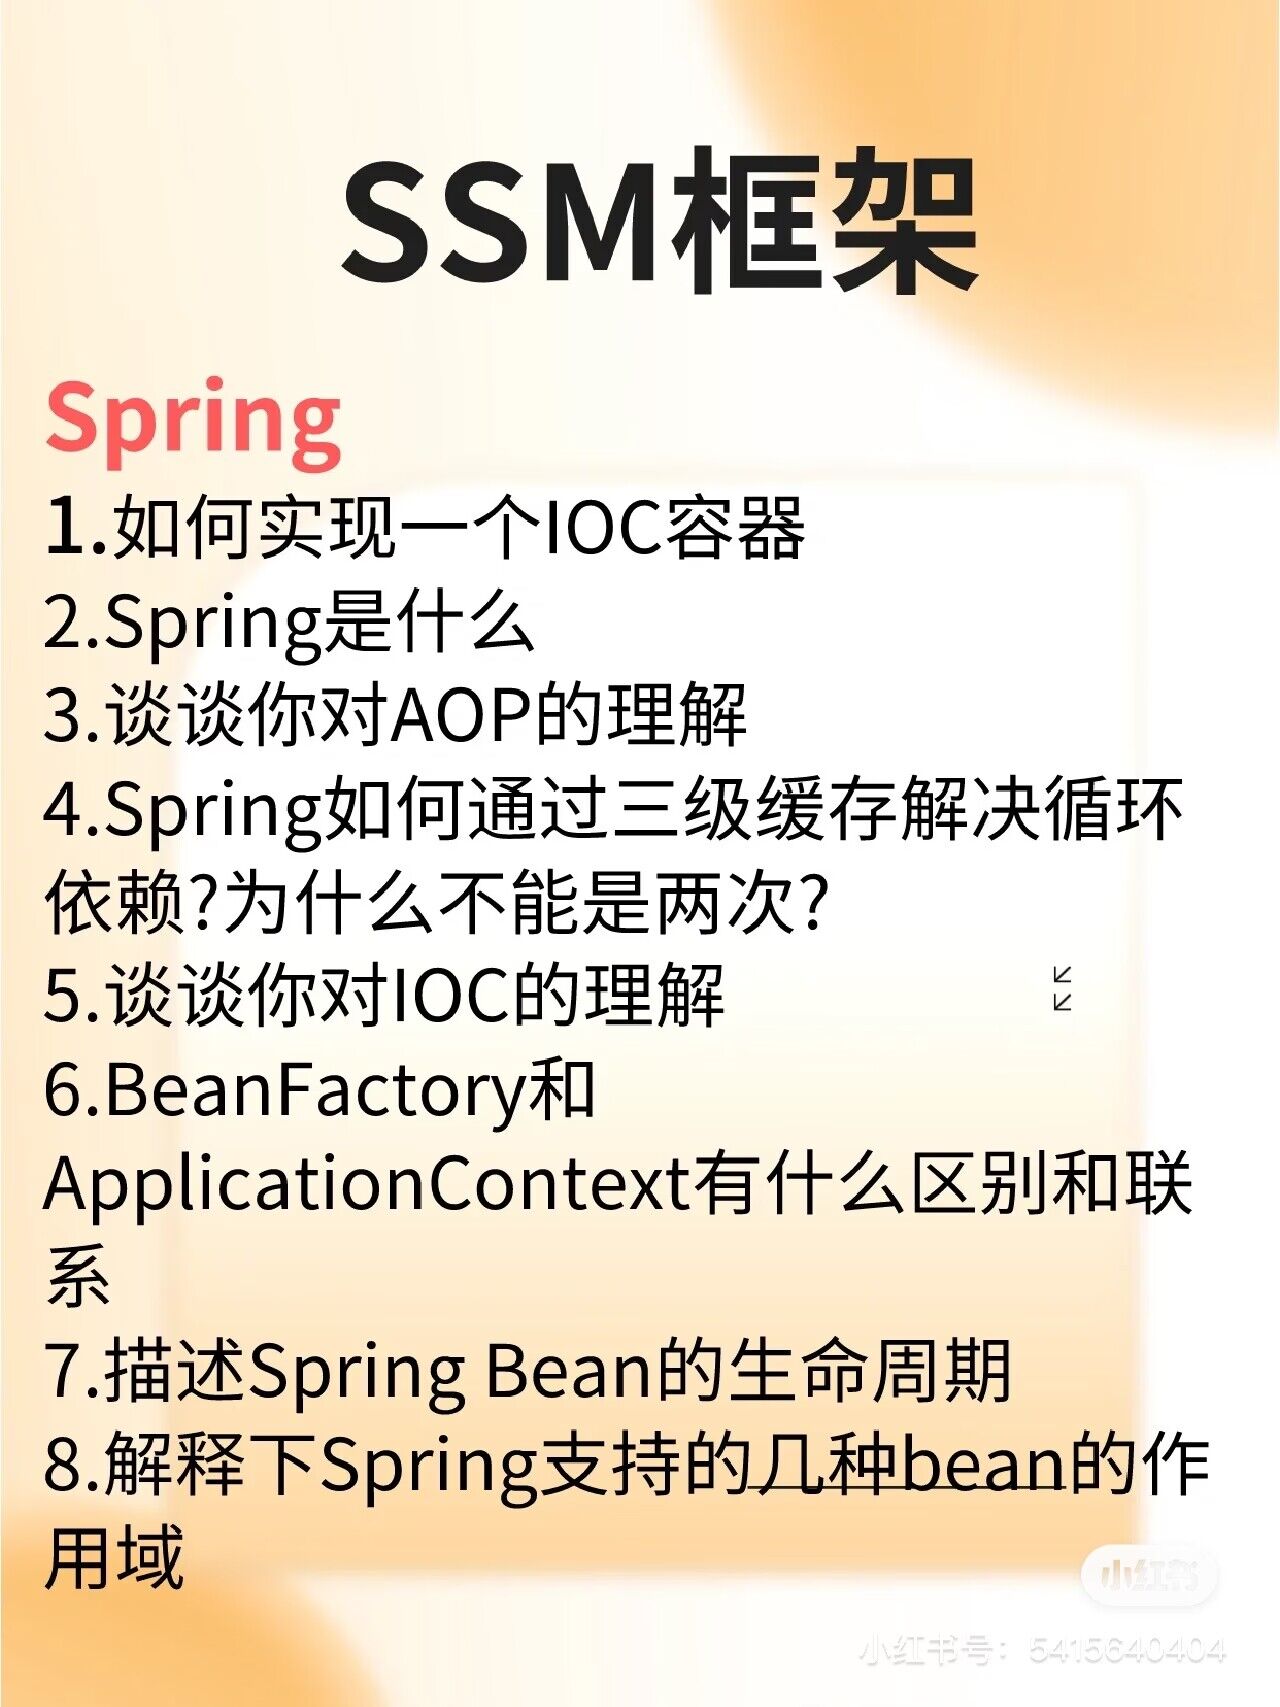 SSM框架
Spring
1.如何实现一个IOC容器
2.Spring是什么
3.谈谈你对AOP的理解
4.Spring如何通过三级缓存解决循环
依赖?为什么不能是两次?
5.谈谈你对IOC的理解
6.BeanFactory和
ApplicationContext有什么区别和联
系
7.描述Spring Bean的生命周期
8.解释下Spring支持的几种bean的作
用域
小红书
小红书号：5415640404